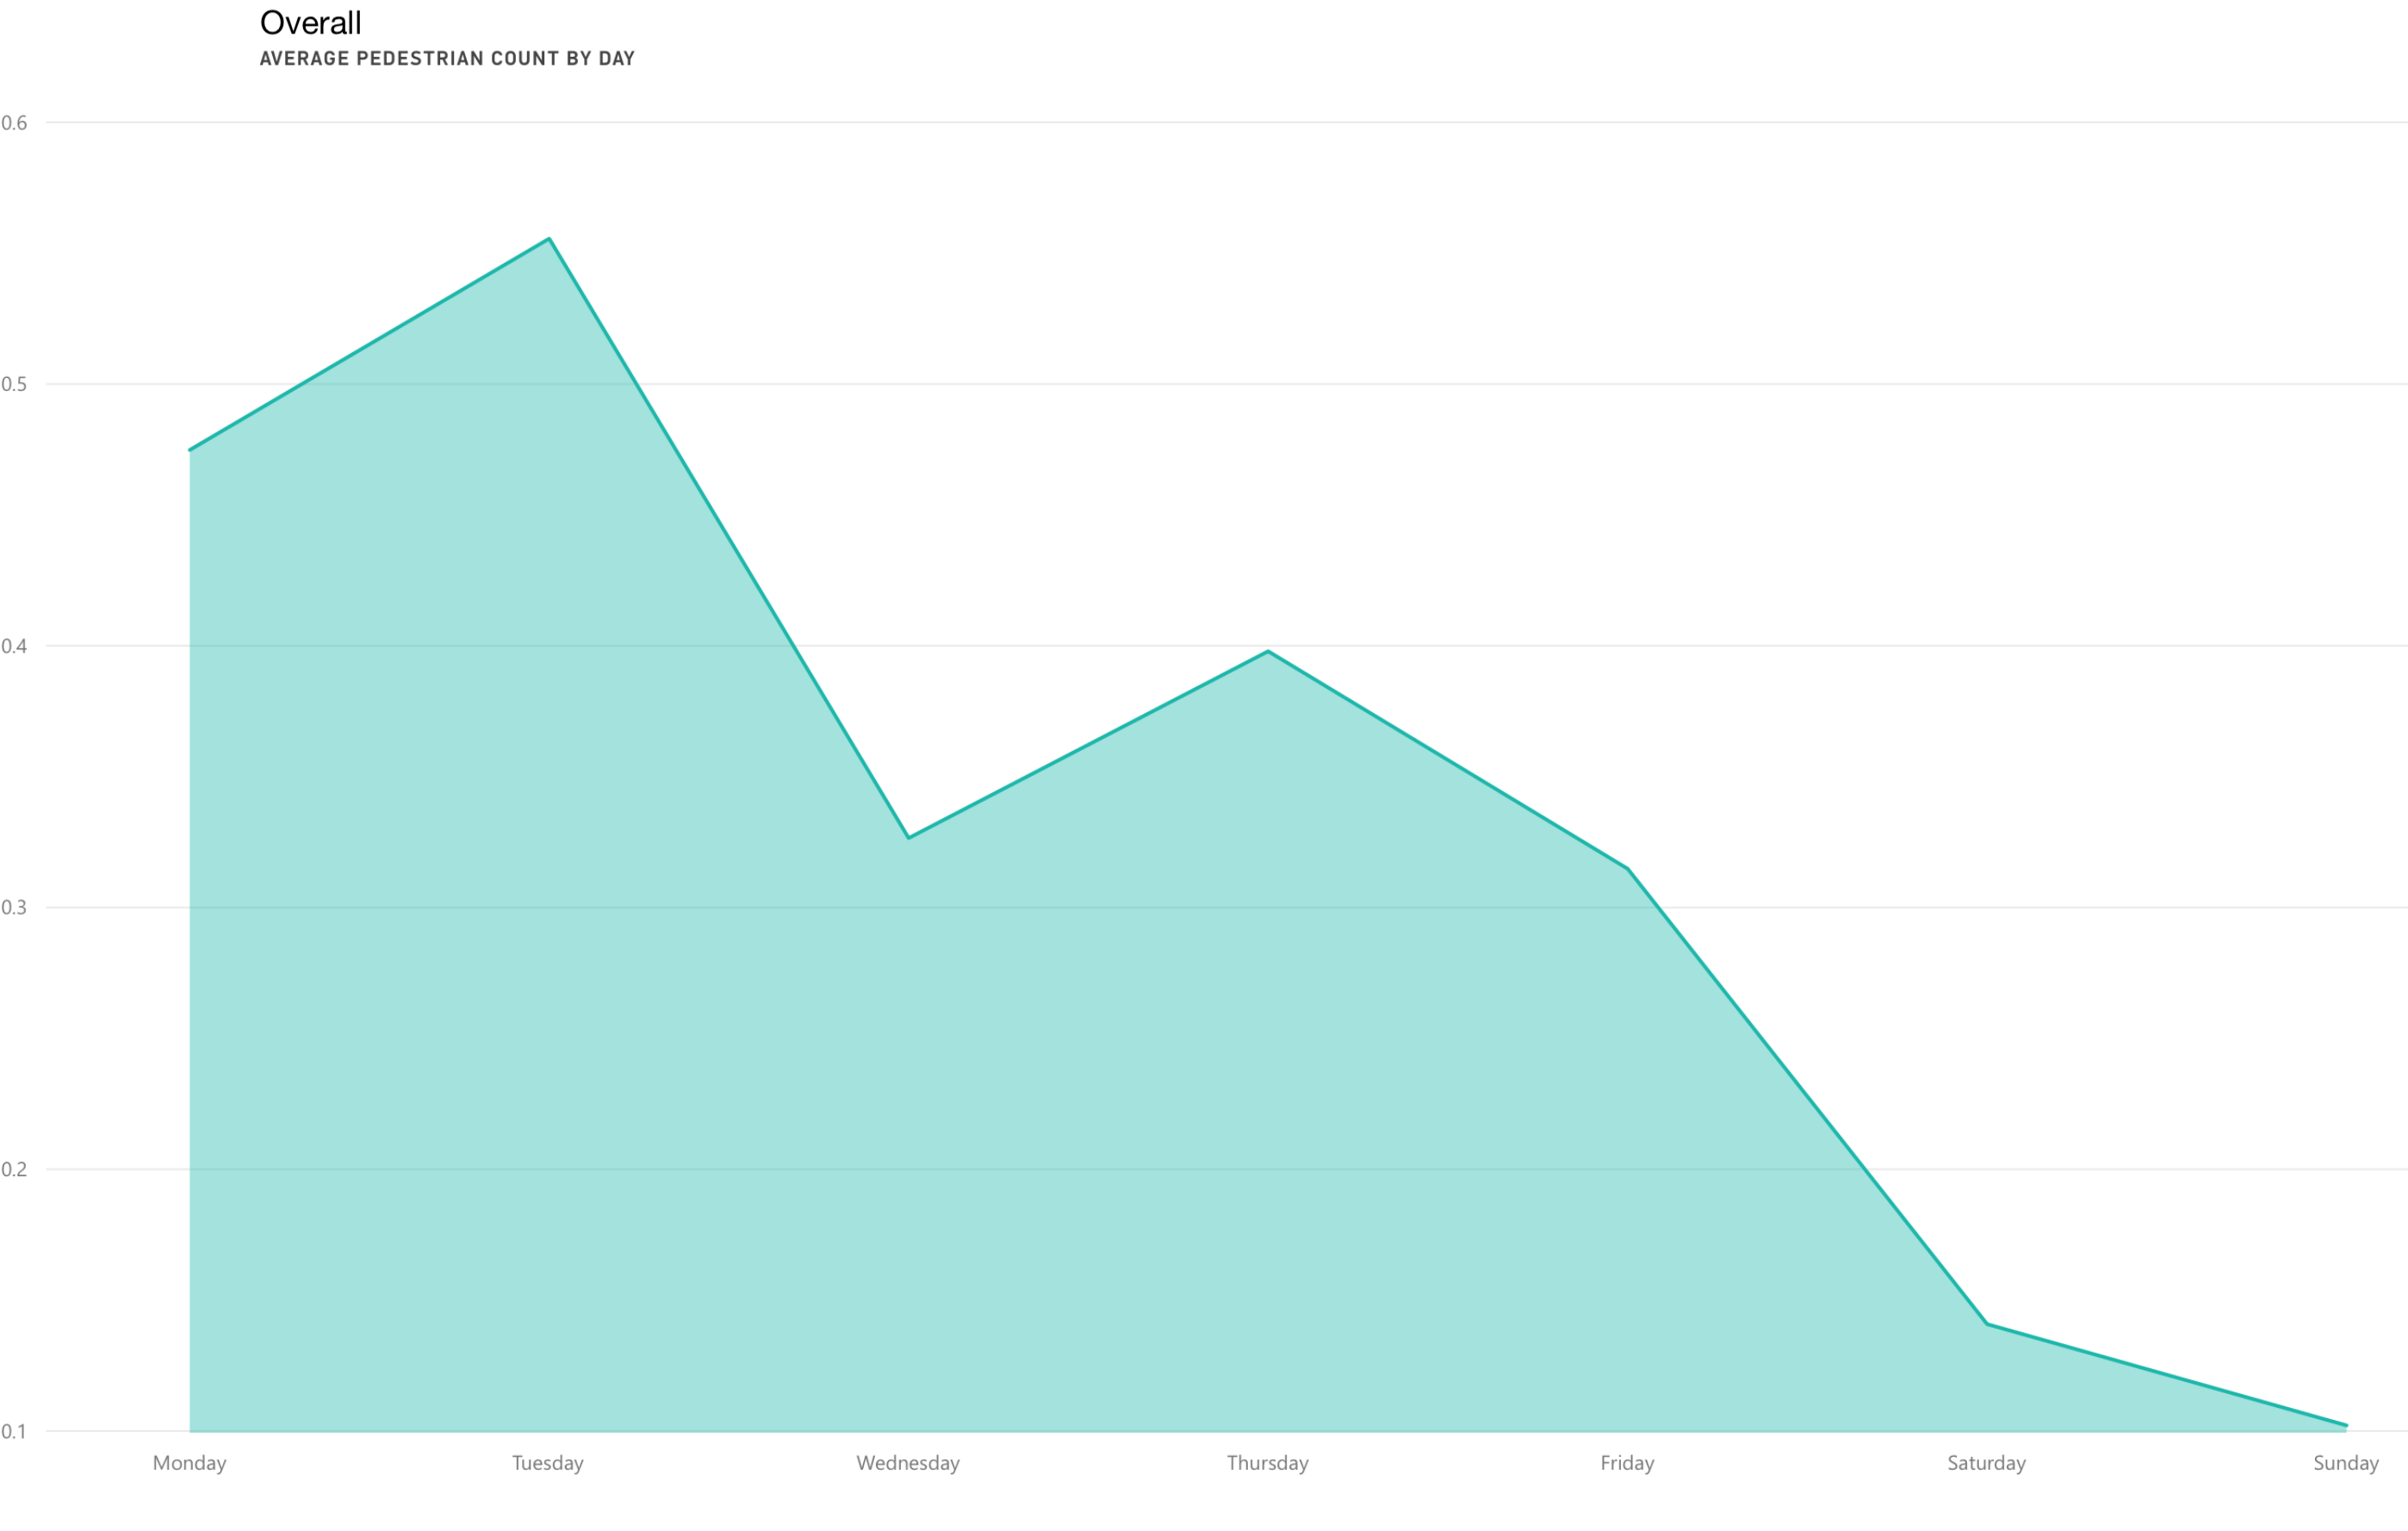 Overall
AVERAGE PEDESTRIAN COUNT BY DAY
0.6
0.5
0.4
0.3
0.2
0.1
Monday Tuesday Wednesday Thursday Friday Saturday Sunday